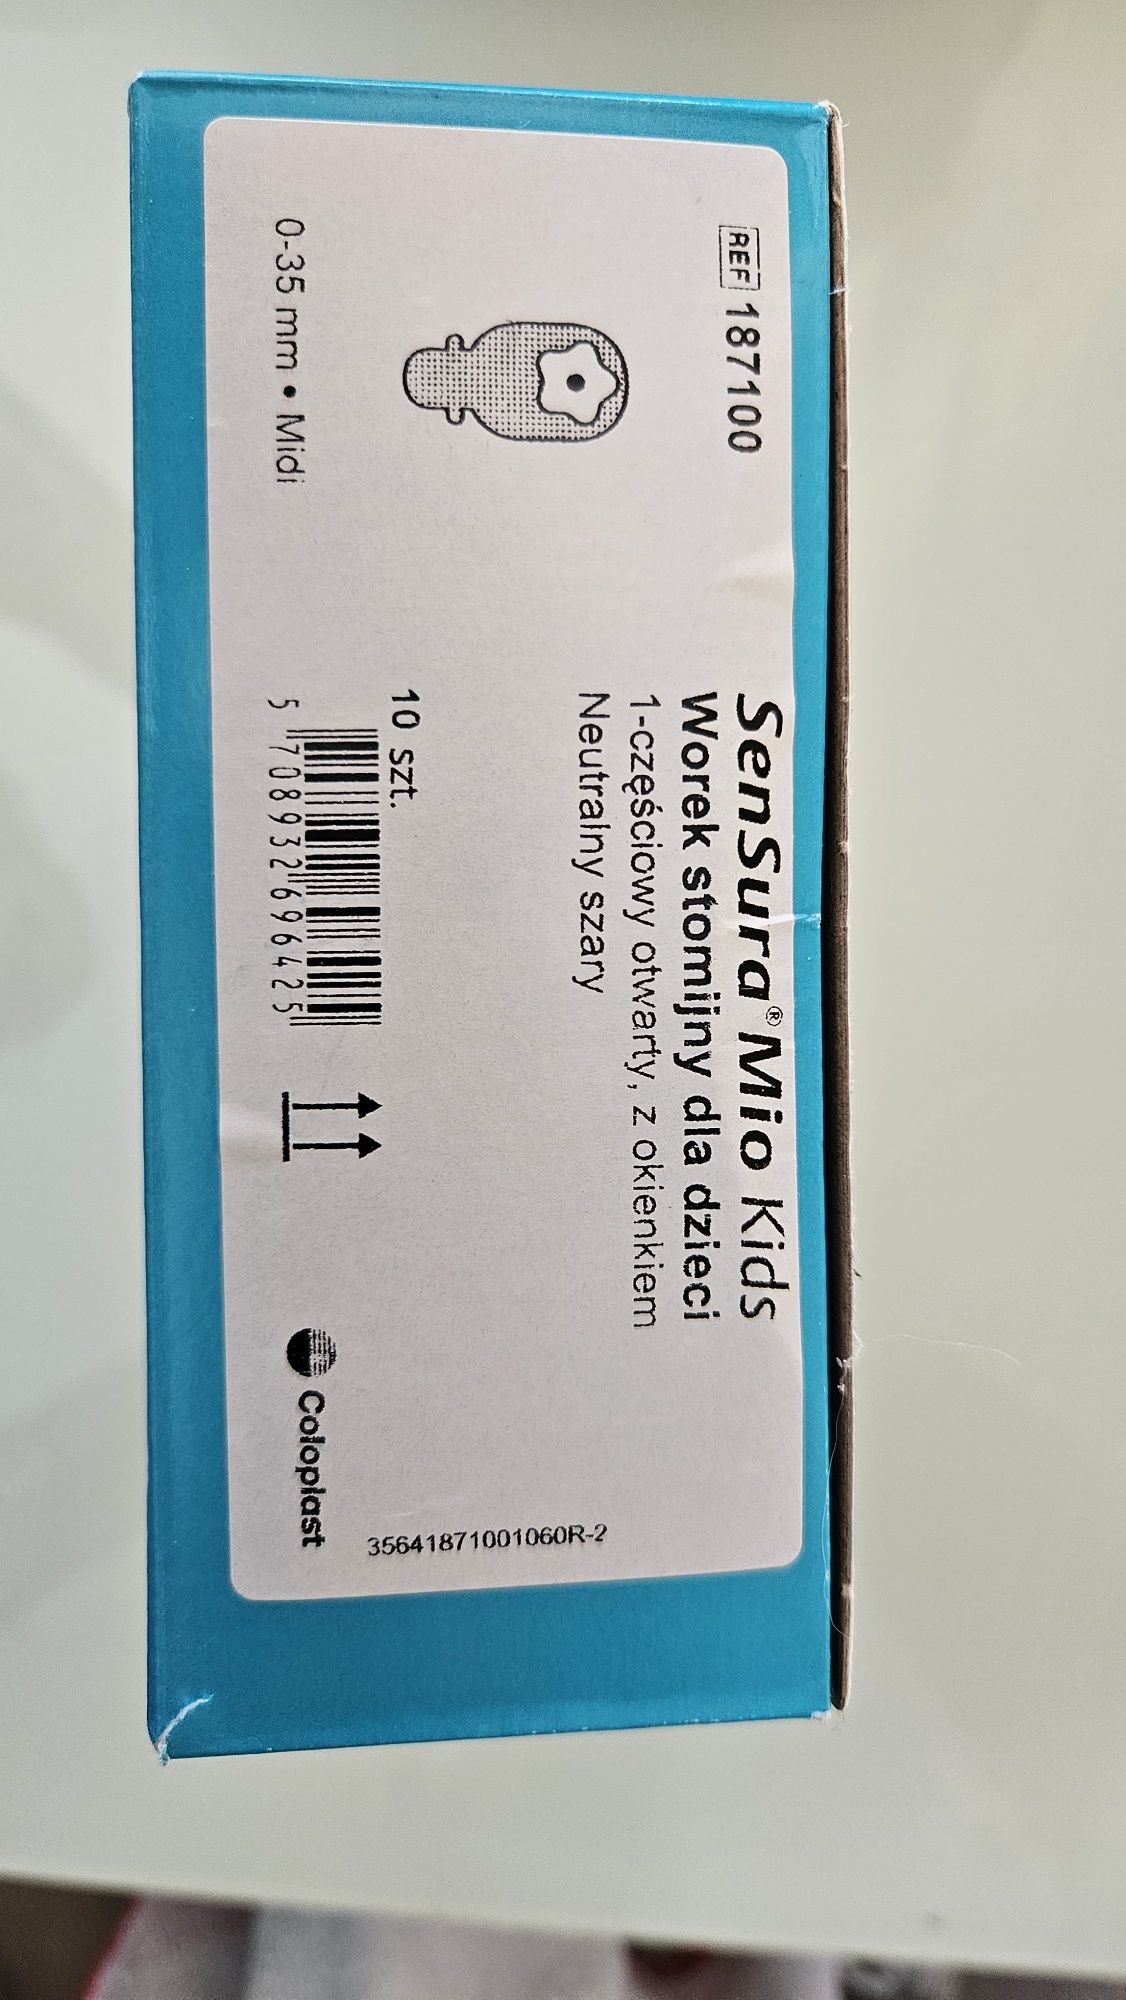 REF 187100
0-35 mm • Midi
SenSura® Mio Kids
Worek stomijny dla dzieci
1-częściowy otwarty, z okienkiem
Neutralny szary
10 szt.
5 708932 696425
Coloplast
35641871001060R-2